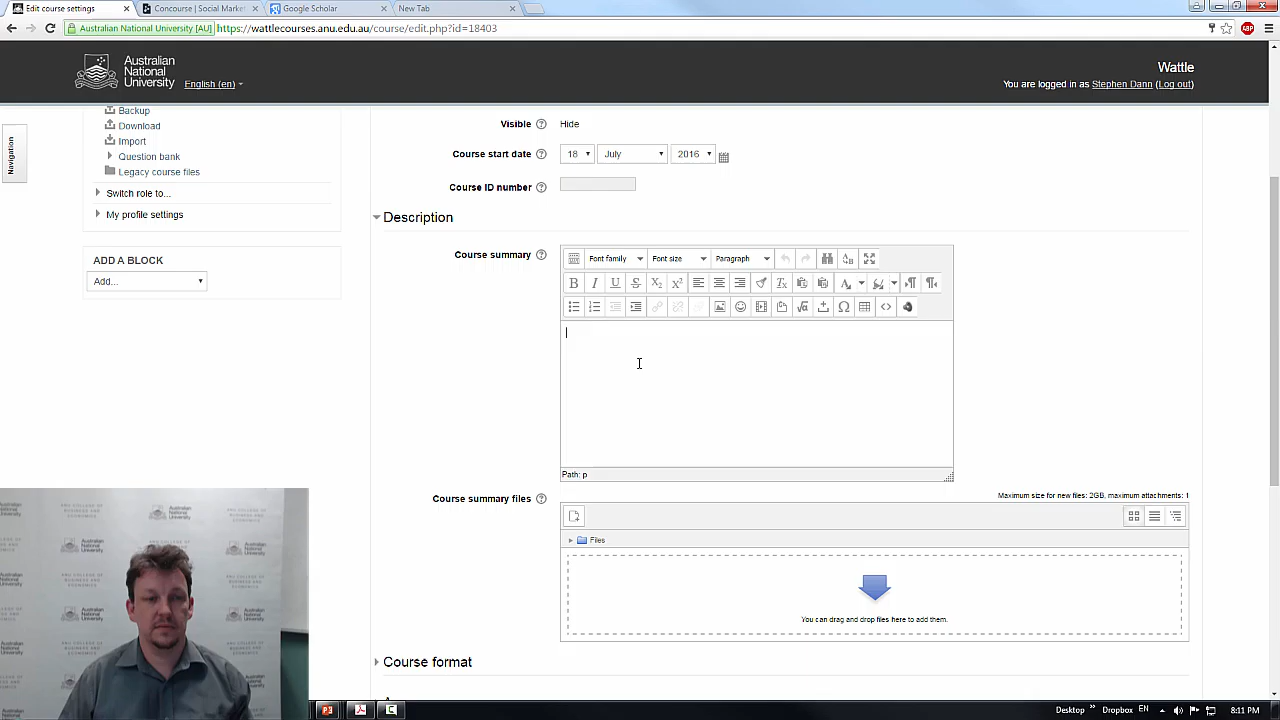 Edit course settings
Concourse | Social Market
Google Scholar
New Tab
Australian National University [AU]
https://wattlecourses.anu.edu.au/course/edit.php?id=18403
ABP
Australian
National
University
English (en)
Wattle
You are logged in as Stephen Dann (Log out)
Navigation
Backup
Download
Import
Question bank
Legacy course files
Switch role to...
My profile settings
ADD A BLOCK
Add...
Visible
Hide
Course start date
18
July
2016
Course ID number
Description
Course summary
Font family
Font size
Paragraph
Path: p
Course summary files
Maximum size for new files: 2GB, maximum attachments: 1
Files
You can drag and drop files here to add them.
Course format
Desktop
Dropbox
EN
8:11 PM